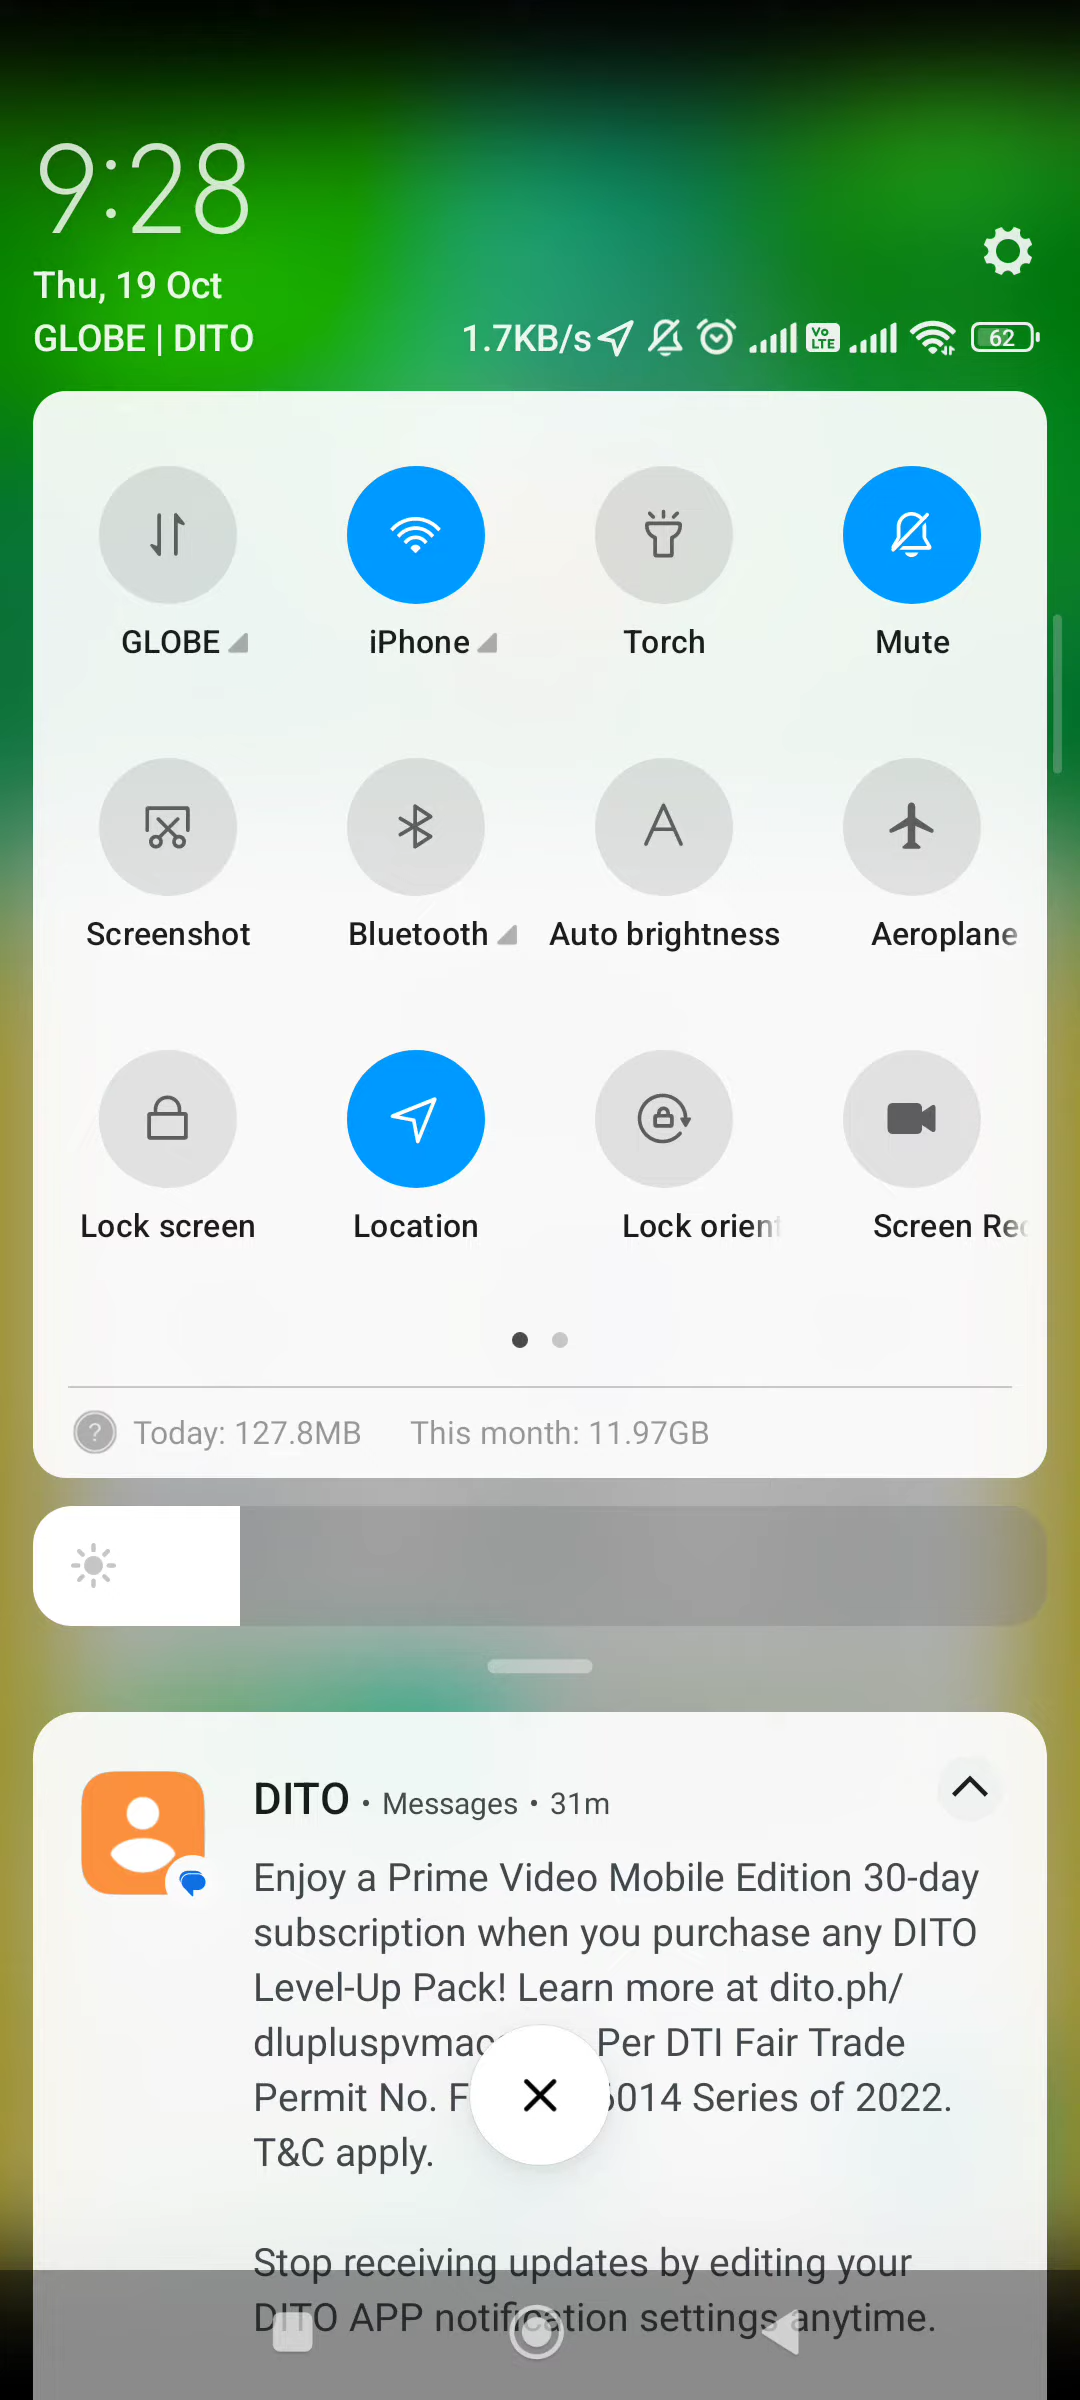 9:28
Thu, 19 Oct
GLOBE | DITO
1.7KB/s
Vo
LTE
62
GLOBE
iPhone
Torch
Mute
Screenshot
Bluetooth
Auto brightness
Aeroplane
Lock screen
Location
Lock orient
Screen Rec
Today: 127.8MB
This month: 11.97GB
DITO • Messages • 31m
Enjoy a Prime Video Mobile Edition 30-day
subscription when you purchase any DITO
Level-Up Pack! Learn more at dito.ph/
Per DTI Fair Trade
Permit No. 014 Series of 2022.
T&C apply.
Stop receiving updates by editing your
DITO APP notification settings anytime.